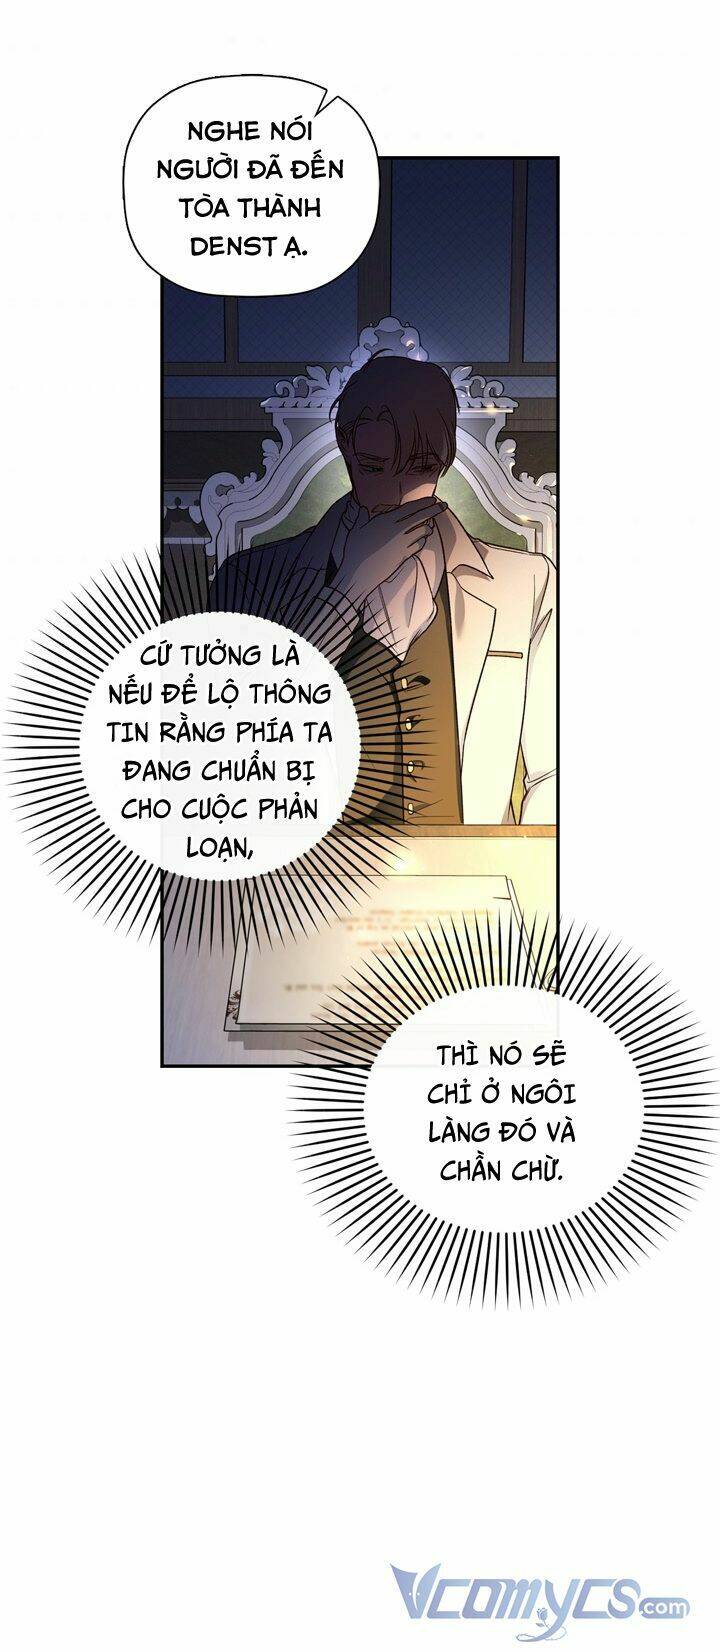 NGHE NÓI
NGƯỜI ĐÃ ĐẾN
TÒA THÀNH
DENST Ạ.
CỨ TƯỞNG LÀ
NẾU ĐỂ LỘ THÔNG
TIN RẰNG PHÍA TA
ĐANG CHUẨN BỊ
CHO CUỘC PHẢN
LOẠN,
THÌ NÓ SẼ
CHỈ Ở NGÔI
LÀNG ĐÓ VÀ
CHẦN CHỪ.
VCOMYCS.com